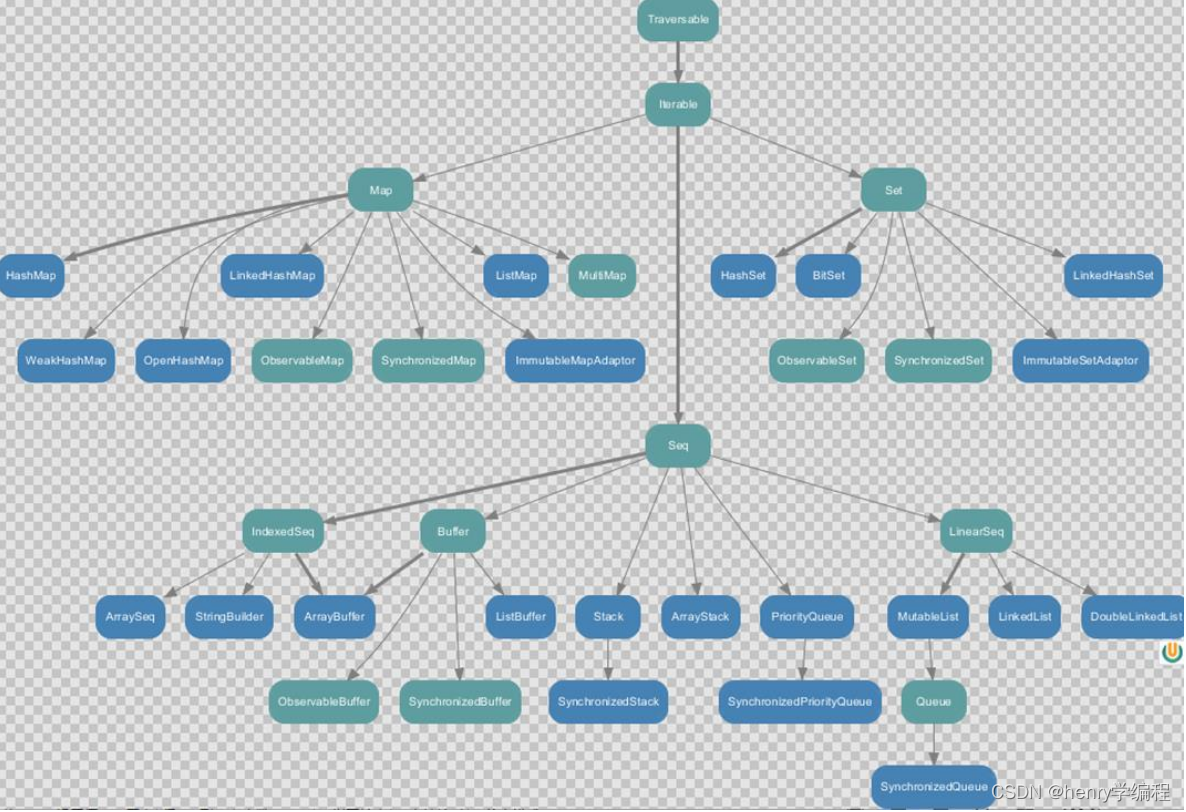 Traversable
Iterable
Map
Set
HashMap
LinkedHashMap
ListMap
MultiMap
HashSet
BitSet
LinkedHashSet
WeakHashMap
OpenHashMap
ObservableMap
SynchronizedMap
ImmutableMapAdaptor
ObservableSet
SynchronizedSet
ImmutableSetAdaptor
Seq
IndexedSeq
Buffer
LinearSeq
ArraySeq
StringBuilder
ArrayBuffer
ListBuffer
Stack
ArrayStack
PriorityQueue
MutableList
LinkedList
DoubleLinkedList
ObservableBuffer
SynchronizedBuffer
SynchronizedStack
SynchronizedPriorityQueue
Queue
SynchronizedQueue
CSDN @henry学编程